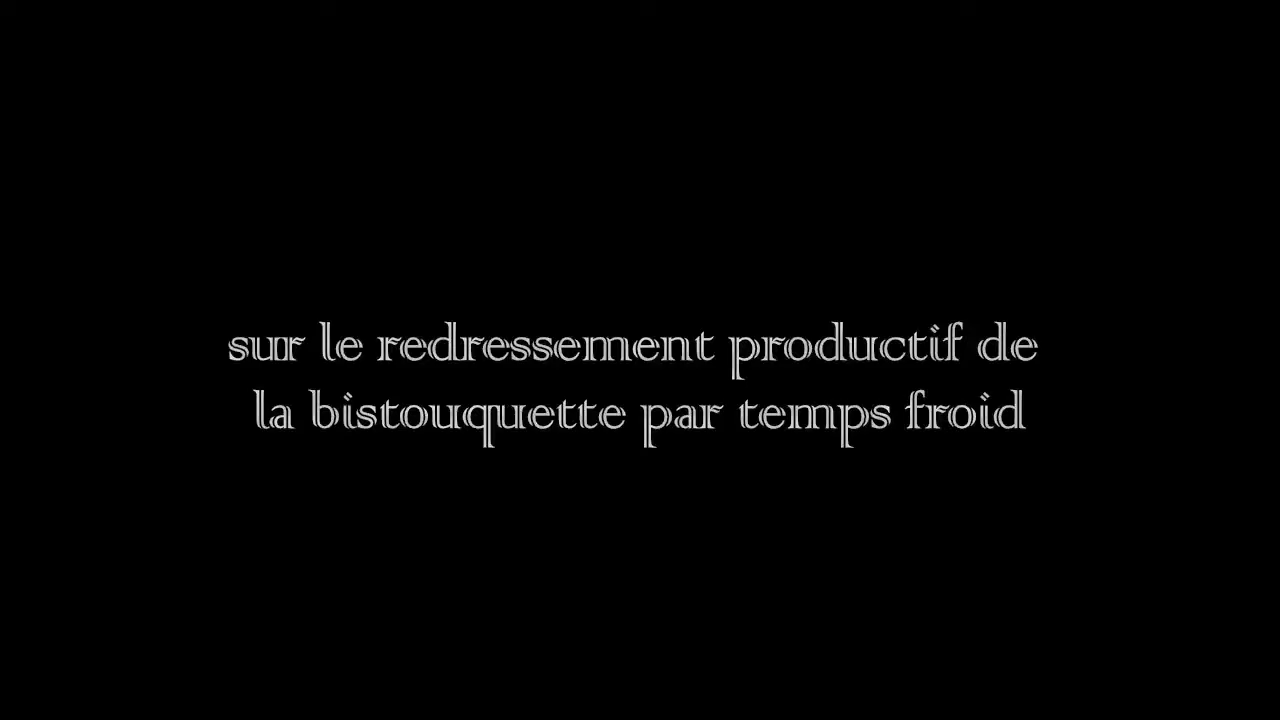 sur le redressement productif de
la bistouquette par temps froid